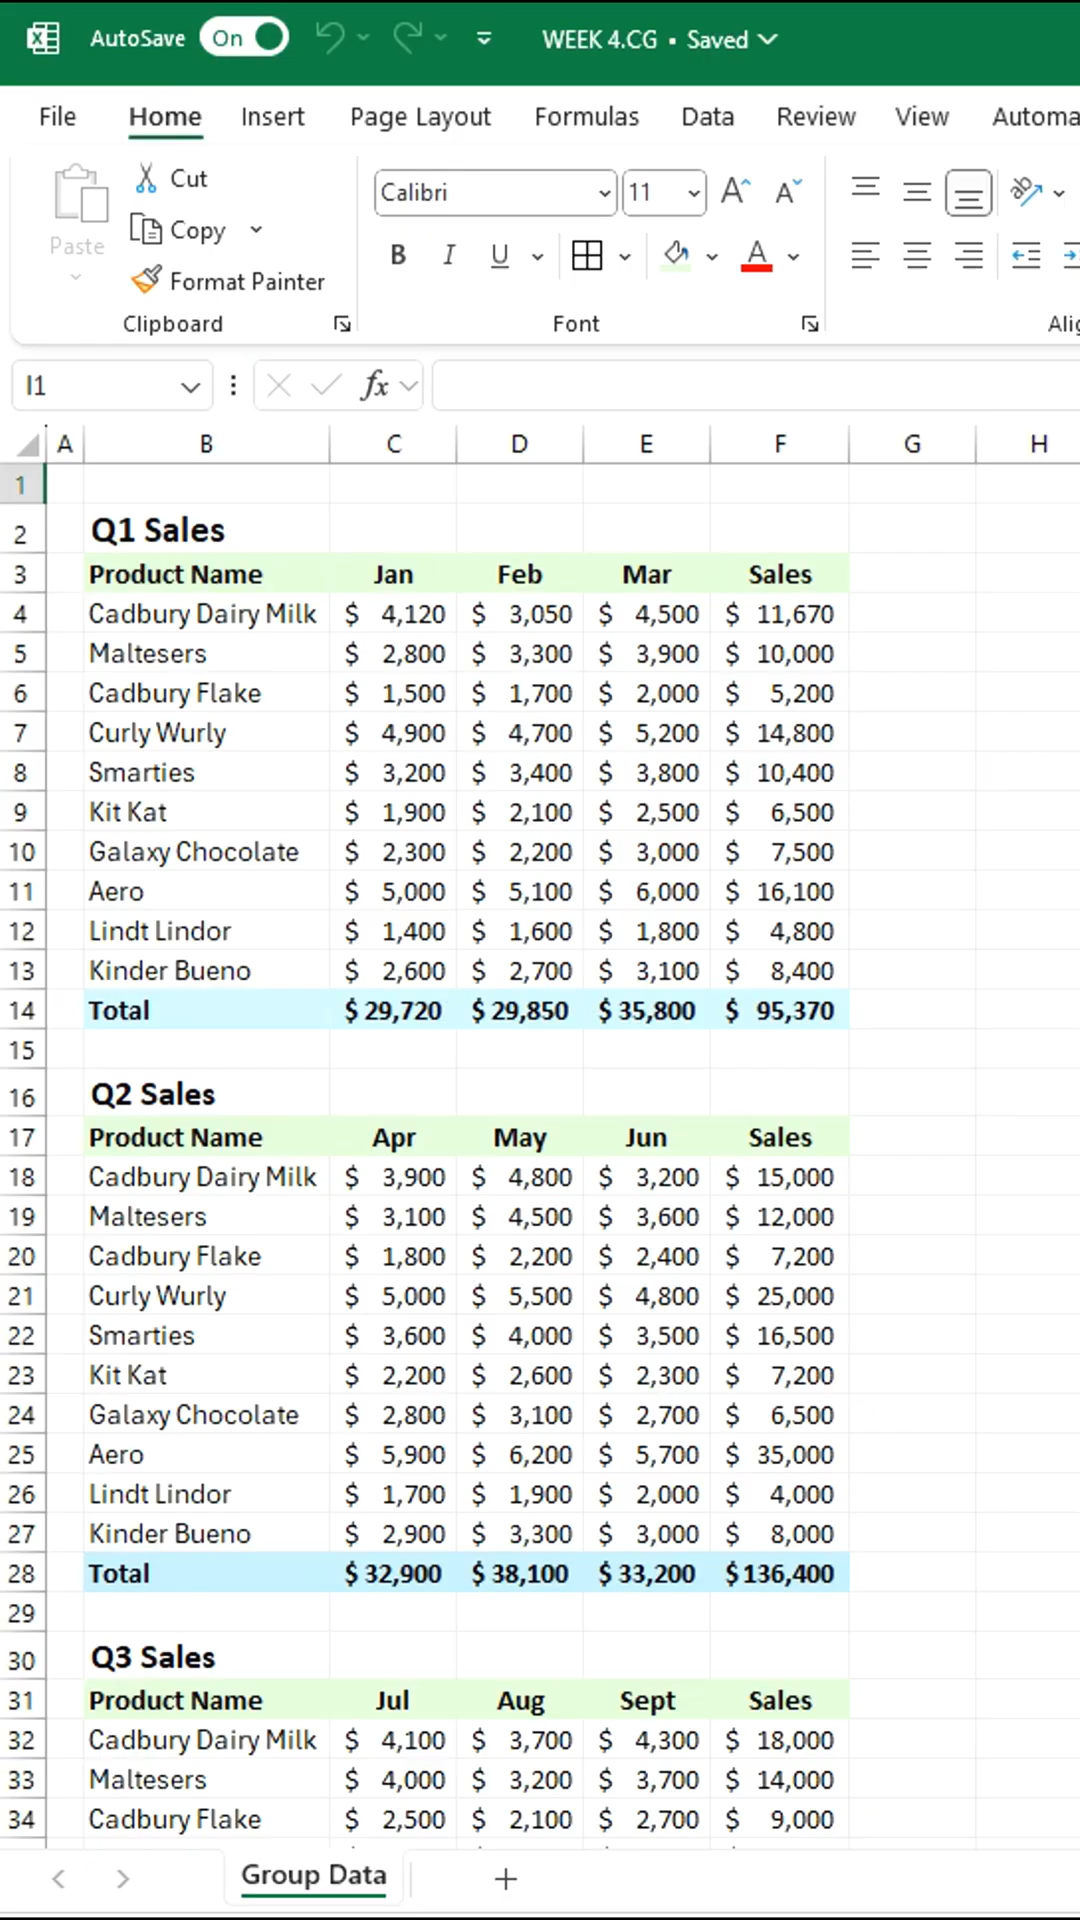 AutoSave On WEEK 4.CG • Saved
File Home Insert Page Layout Formulas Data Review View Automa
Cut
Paste Copy
Format Painter
Clipboard
Calibri 11
B I U A
Font
Alig
I1 fx
A B C D E F G H
1
2 Q1 Sales
3 Product Name Jan Feb Mar Sales
4 Cadbury Dairy Milk $ 4,120 $ 3,050 $ 4,500 $ 11,670
5 Maltesers $ 2,800 $ 3,300 $ 3,900 $ 10,000
6 Cadbury Flake $ 1,500 $ 1,700 $ 2,000 $ 5,200
7 Curly Wurly $ 4,900 $ 4,700 $ 5,200 $ 14,800
8 Smarties $ 3,200 $ 3,400 $ 3,800 $ 10,400
9 Kit Kat $ 1,900 $ 2,100 $ 2,500 $ 6,500
10 Galaxy Chocolate $ 2,300 $ 2,200 $ 3,000 $ 7,500
11 Aero $ 5,000 $ 5,100 $ 6,000 $ 16,100
12 Lindt Lindor $ 1,400 $ 1,600 $ 1,800 $ 4,800
13 Kinder Bueno $ 2,600 $ 2,700 $ 3,100 $ 8,400
14 Total $ 29,720 $ 29,850 $ 35,800 $ 95,370
15
16 Q2 Sales
17 Product Name Apr May Jun Sales
18 Cadbury Dairy Milk $ 3,900 $ 4,800 $ 3,200 $ 15,000
19 Maltesers $ 3,100 $ 4,500 $ 3,600 $ 12,000
20 Cadbury Flake $ 1,800 $ 2,200 $ 2,400 $ 7,200
21 Curly Wurly $ 5,000 $ 5,500 $ 4,800 $ 25,000
22 Smarties $ 3,600 $ 4,000 $ 3,500 $ 16,500
23 Kit Kat $ 2,200 $ 2,600 $ 2,300 $ 7,200
24 Galaxy Chocolate $ 2,800 $ 3,100 $ 2,700 $ 6,500
25 Aero $ 5,900 $ 6,200 $ 5,700 $ 35,000
26 Lindt Lindor $ 1,700 $ 1,900 $ 2,000 $ 4,000
27 Kinder Bueno $ 2,900 $ 3,300 $ 3,000 $ 8,000
28 Total $ 32,900 $ 38,100 $ 33,200 $ 136,400
29
30 Q3 Sales
31 Product Name Jul Aug Sept Sales
32 Cadbury Dairy Milk $ 4,100 $ 3,700 $ 4,300 $ 18,000
33 Maltesers $ 4,000 $ 3,200 $ 3,700 $ 14,000
34 Cadbury Flake $ 2,500 $ 2,100 $ 2,700 $ 9,000
Group Data